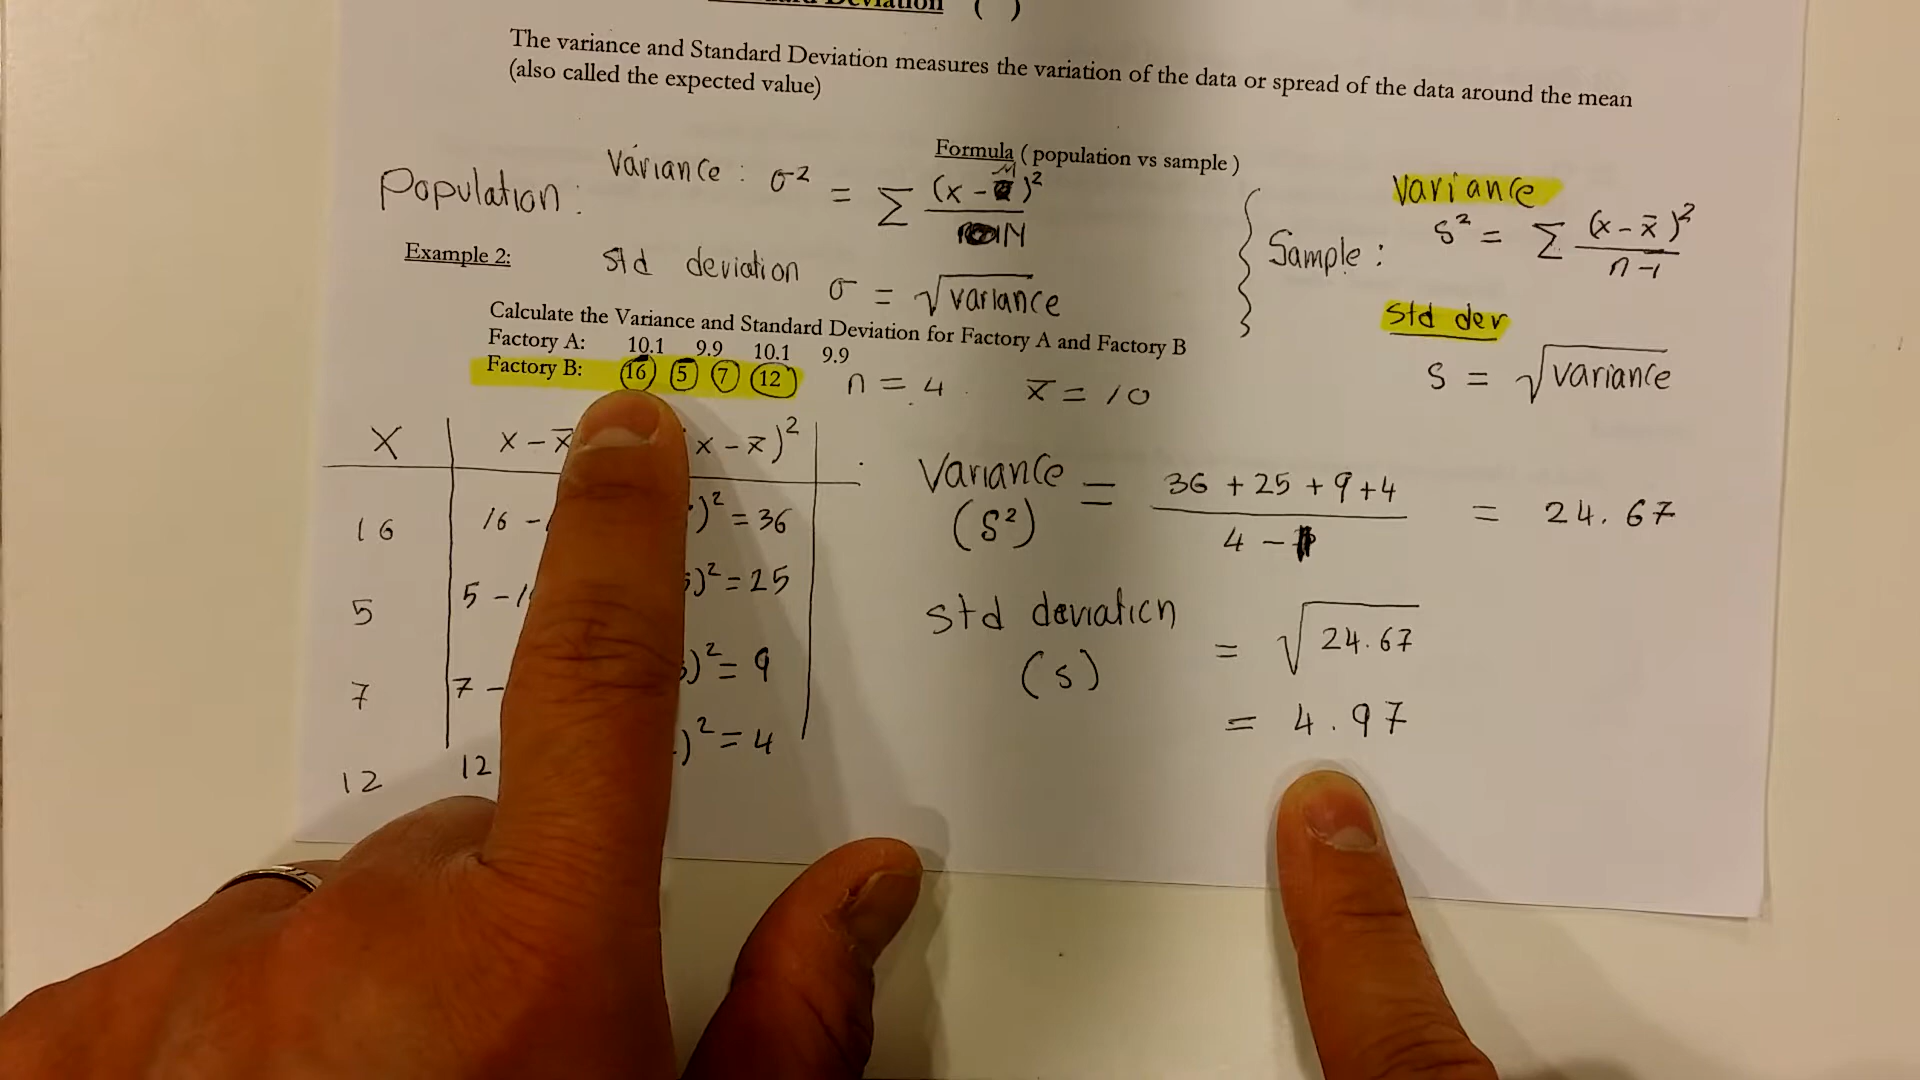 Deviation ( )
The variance and Standard Deviation measures the variation of the data or spread of the data around the mean
(also called the expected value)
Formula ( population vs sample )
Population : Variance : σ² = Σ (x - M)² / N
Std deviation σ = √variance
Sample :
Variance
s² = Σ (x - x̄)² / n-1
Std dev
s = √variance
Example 2:
Calculate the Variance and Standard Deviation for Factory A and Factory B
Factory A: 10.1 9.9 10.1 9.9
Factory B: 16 5 7 12 n = 4 x̄ = 10
X x - x̄ x - x̄)²
16 16 - )² = 36
5 5 - )² = 25
7 7 - )² = 9
12 12 )² = 4
Variance (S²) = 36 + 25 + 9 + 4 / 4 - 1 = 24.67
Std deviation (s) = √24.67
= 4.97